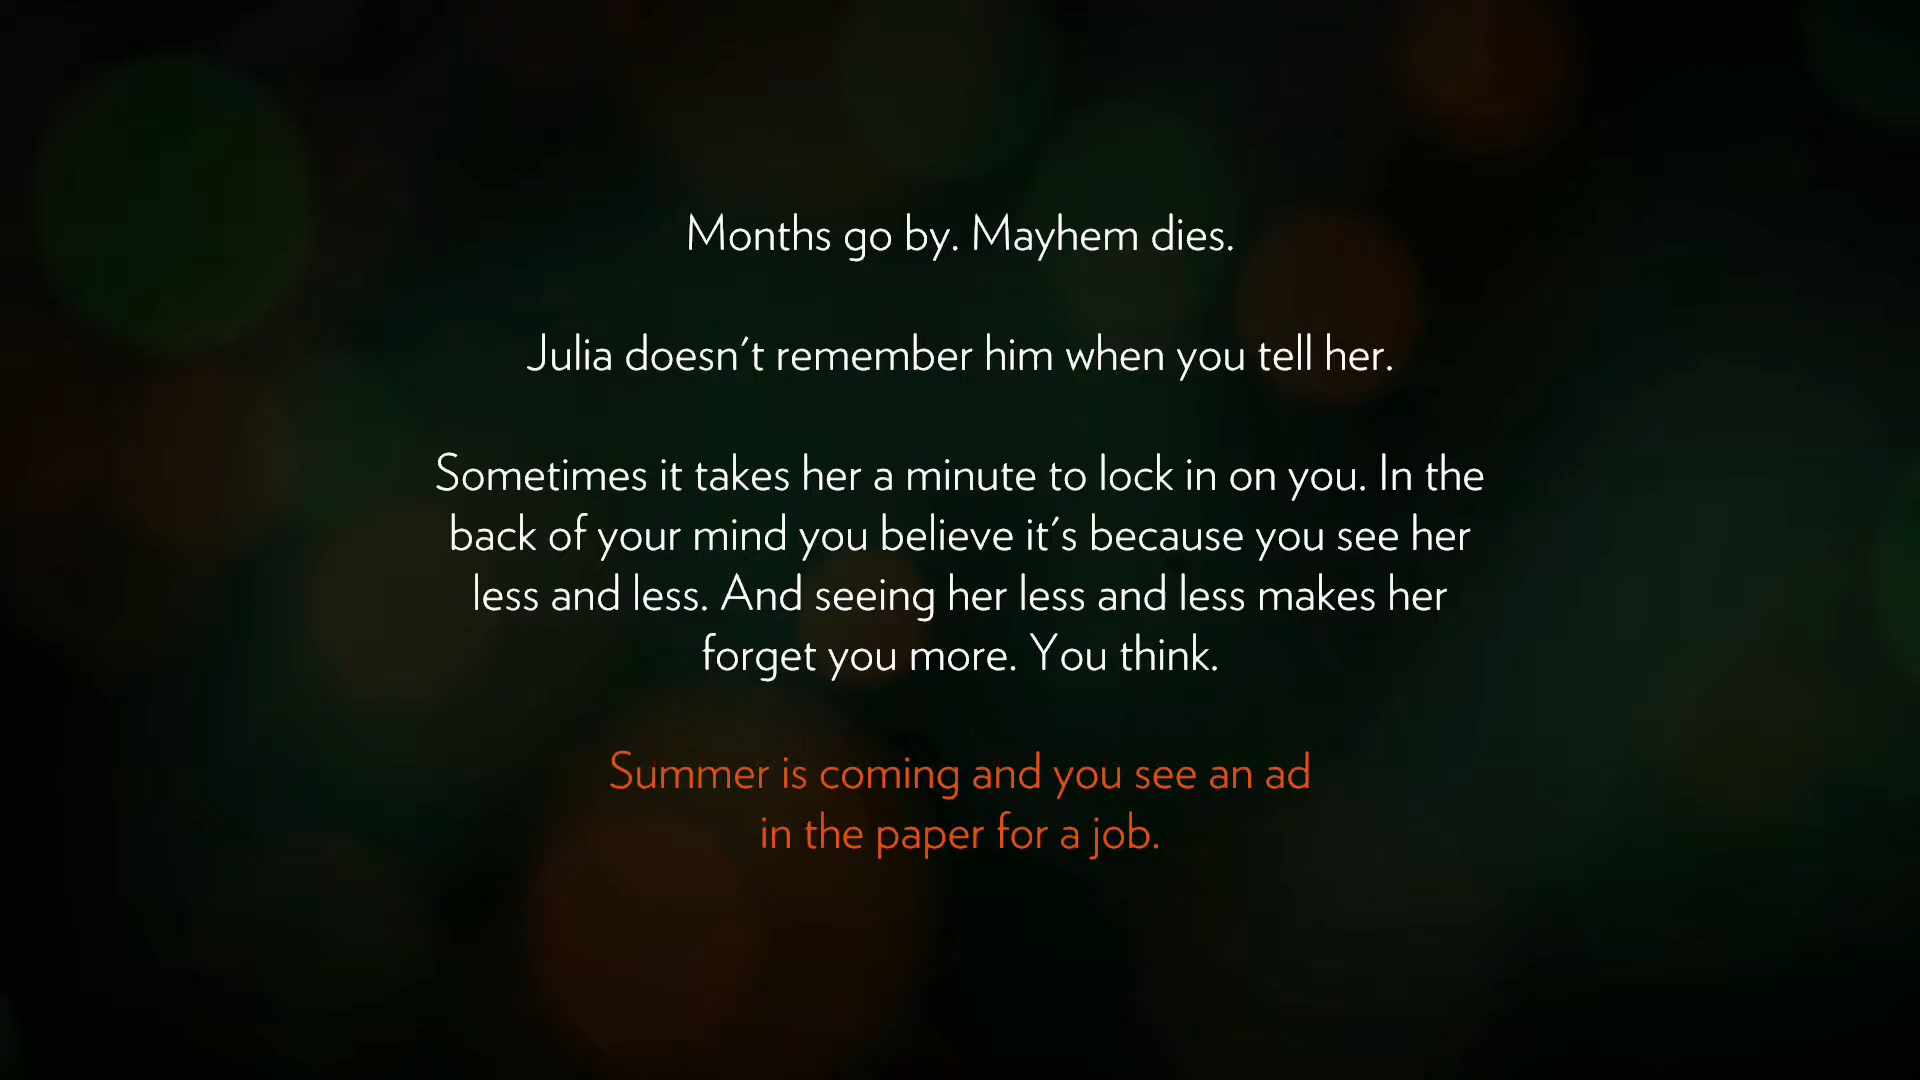 Months go by. Mayhem dies.
Julia doesn't remember him when you tell her.
Sometimes it takes her a minute to lock in on you. In the
back of your mind you believe it's because you see her
less and less. And seeing her less and less makes her
forget you more. You think.
Summer is coming and you see an ad
in the paper for a job.